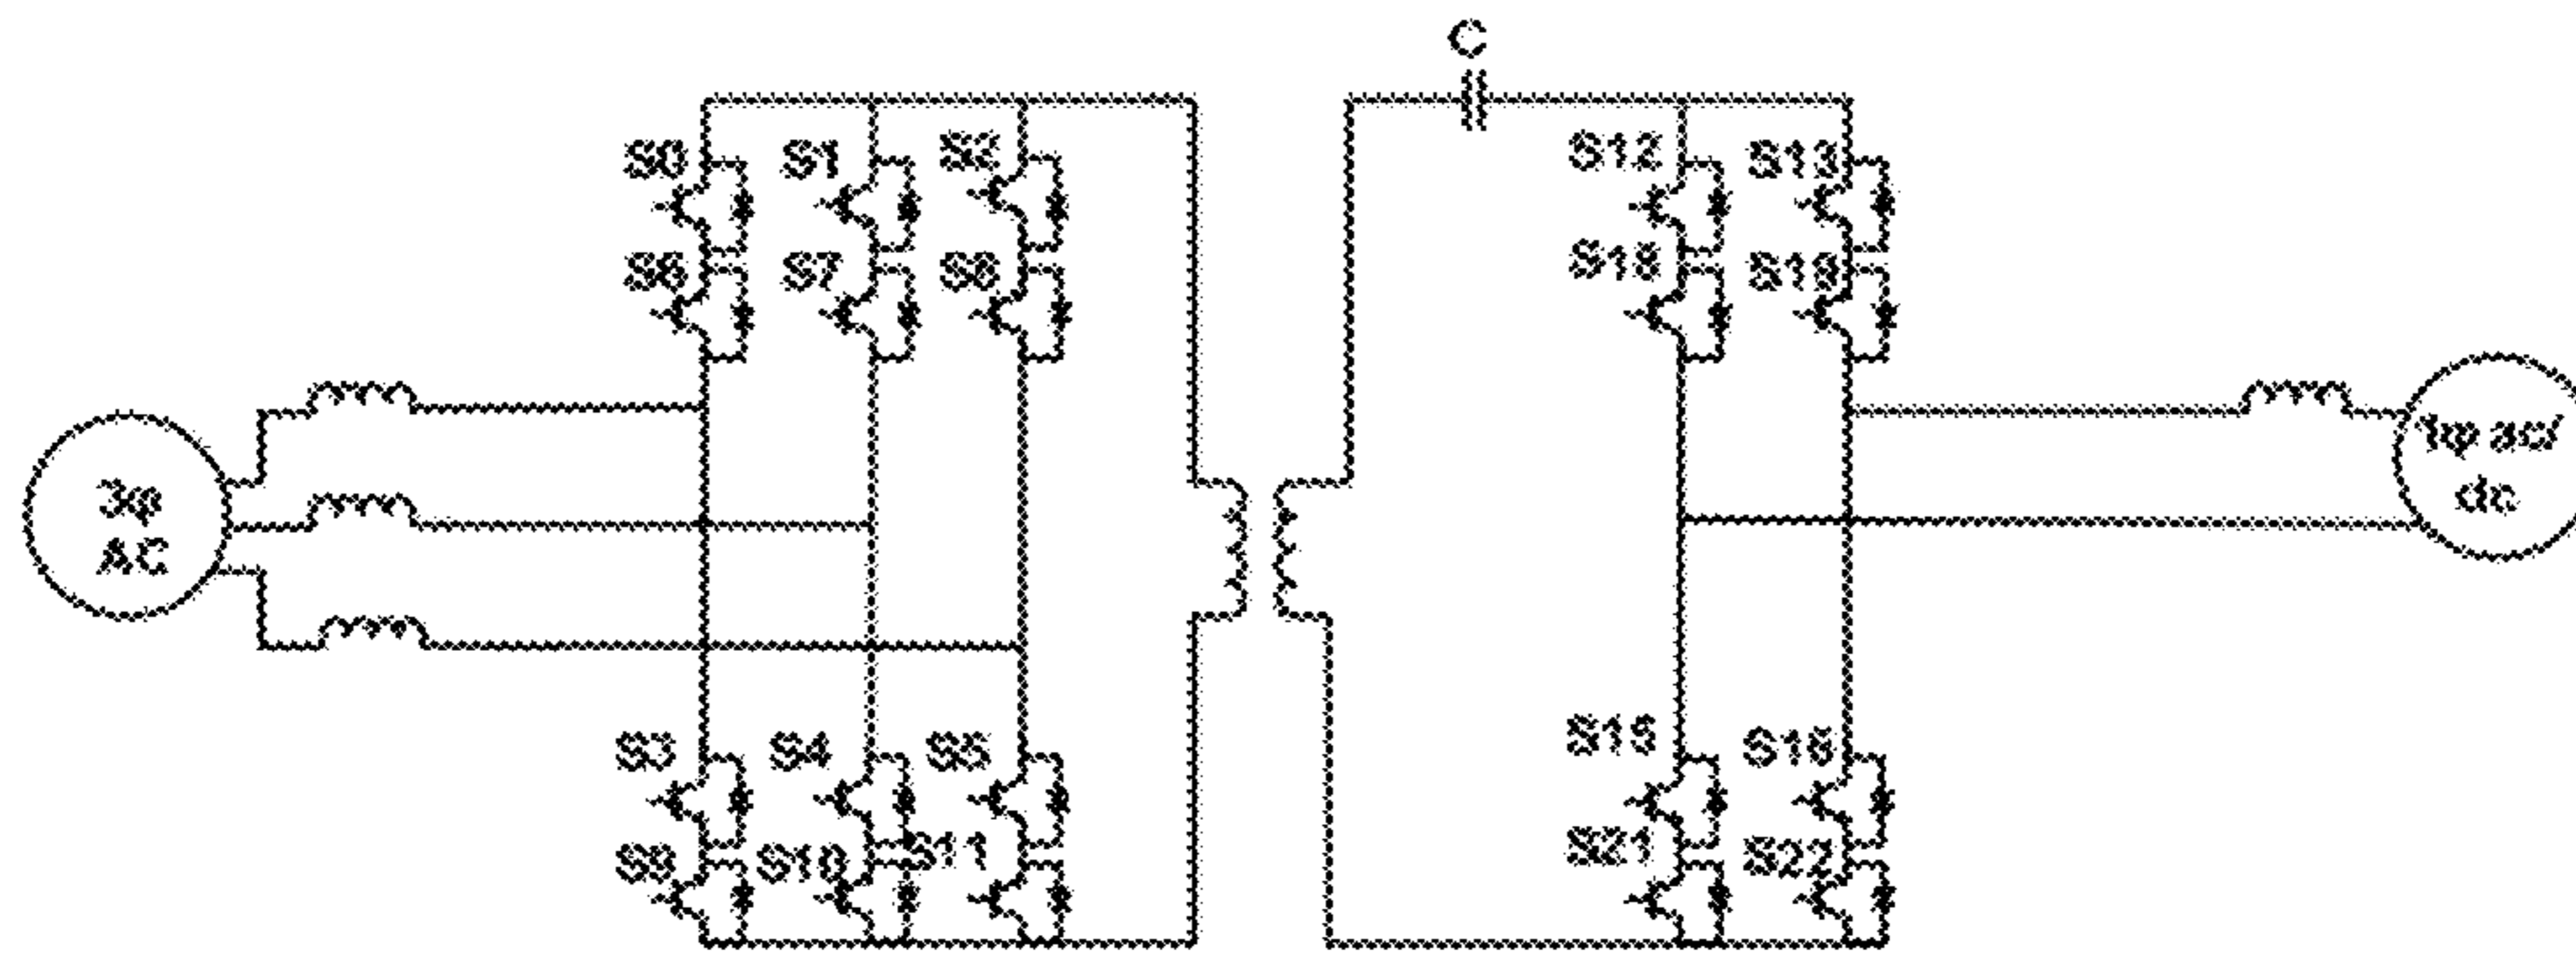 C
S0 S1 S2
S12 S13
S6 S7 S8
S18 S19
3φ
AC
1φ ac/
dc
S3 S4 S5
S15 S16
S9 S10 S11
S21 S22